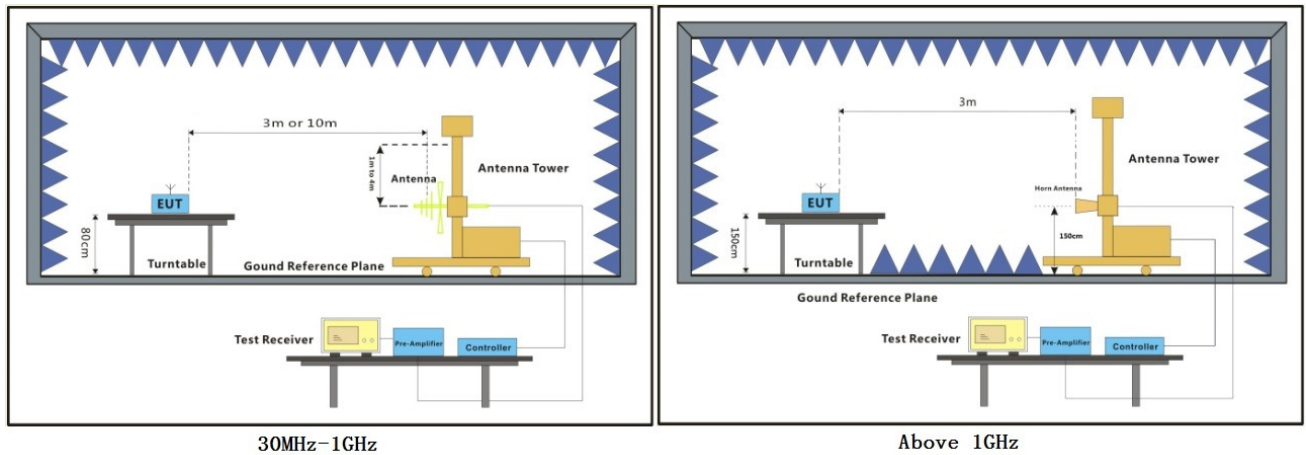 3m or 10m
1m to 4m
Antenna
Antenna Tower
EUT
80cm
Turntable
Gound Reference Plane
Test Receiver
Pre-Amplifier
Controller
30MHz-1GHz
3m
Antenna Tower
Horn Antenna
EUT
150cm
150cm
Turntable
Gound Reference Plane
Test Receiver
Pre-Amplifier
Controller
Above 1GHz